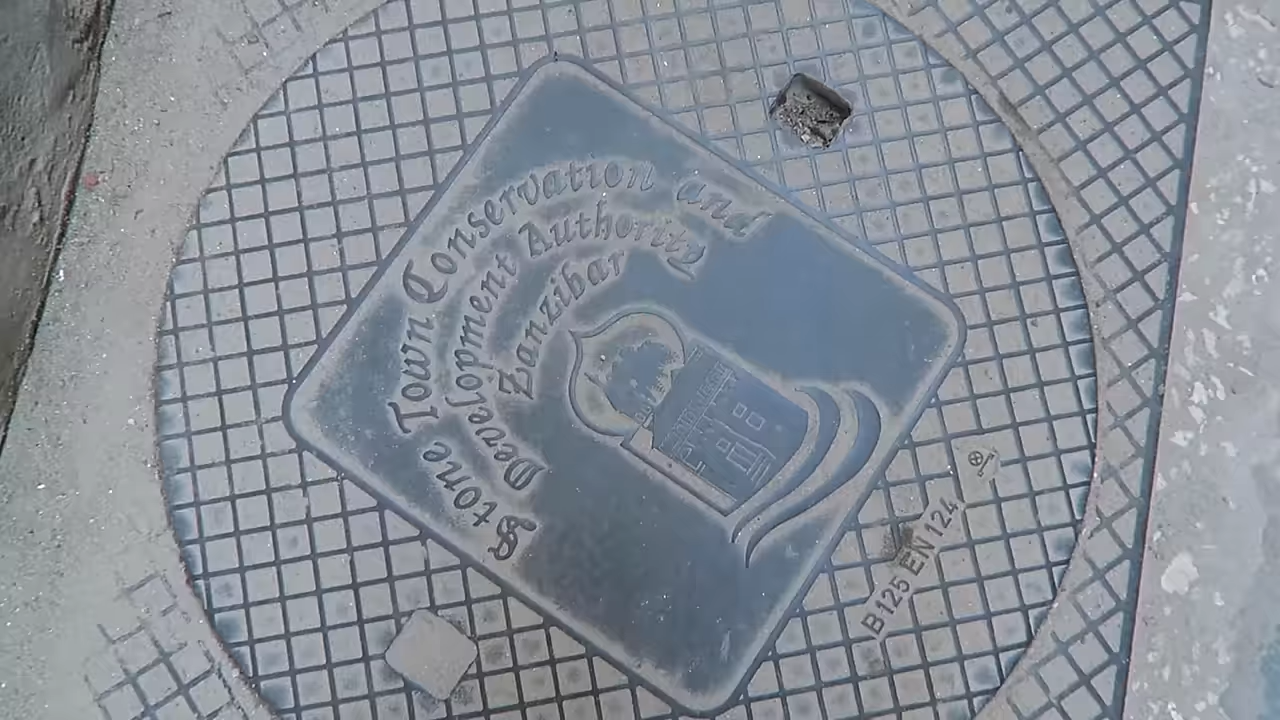 Stone Town Conservation and
Development Authority
Zanzibar
B125 EN 124